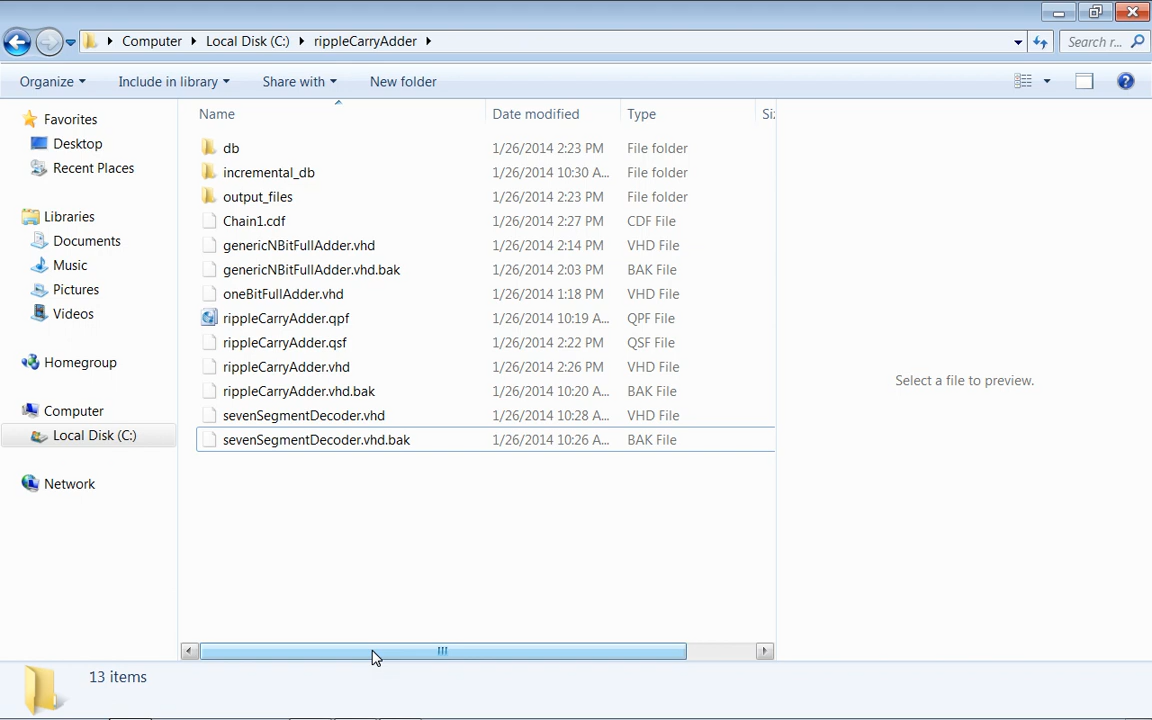 Computer Local Disk (C:) rippleCarryAdder Search r...
Organize Include in library Share with New folder
Favorites
Desktop
Recent Places
Libraries
Documents
Music
Pictures
Videos
Homegroup
Computer
Local Disk (C:)
Network
Name Date modified Type Siz
db 1/26/2014 2:23 PM File folder
incremental_db 1/26/2014 10:30 A... File folder
output_files 1/26/2014 2:23 PM File folder
Chain1.cdf 1/26/2014 2:27 PM CDF File
genericNBitFullAdder.vhd 1/26/2014 2:14 PM VHD File
genericNBitFullAdder.vhd.bak 1/26/2014 2:03 PM BAK File
oneBitFullAdder.vhd 1/26/2014 1:18 PM VHD File
rippleCarryAdder.qpf 1/26/2014 10:19 A... QPF File
rippleCarryAdder.qsf 1/26/2014 2:22 PM QSF File
rippleCarryAdder.vhd 1/26/2014 2:26 PM VHD File
rippleCarryAdder.vhd.bak 1/26/2014 10:20 A... BAK File
sevenSegmentDecoder.vhd 1/26/2014 10:28 A... VHD File
sevenSegmentDecoder.vhd.bak 1/26/2014 10:26 A... BAK File
Select a file to preview.
13 items